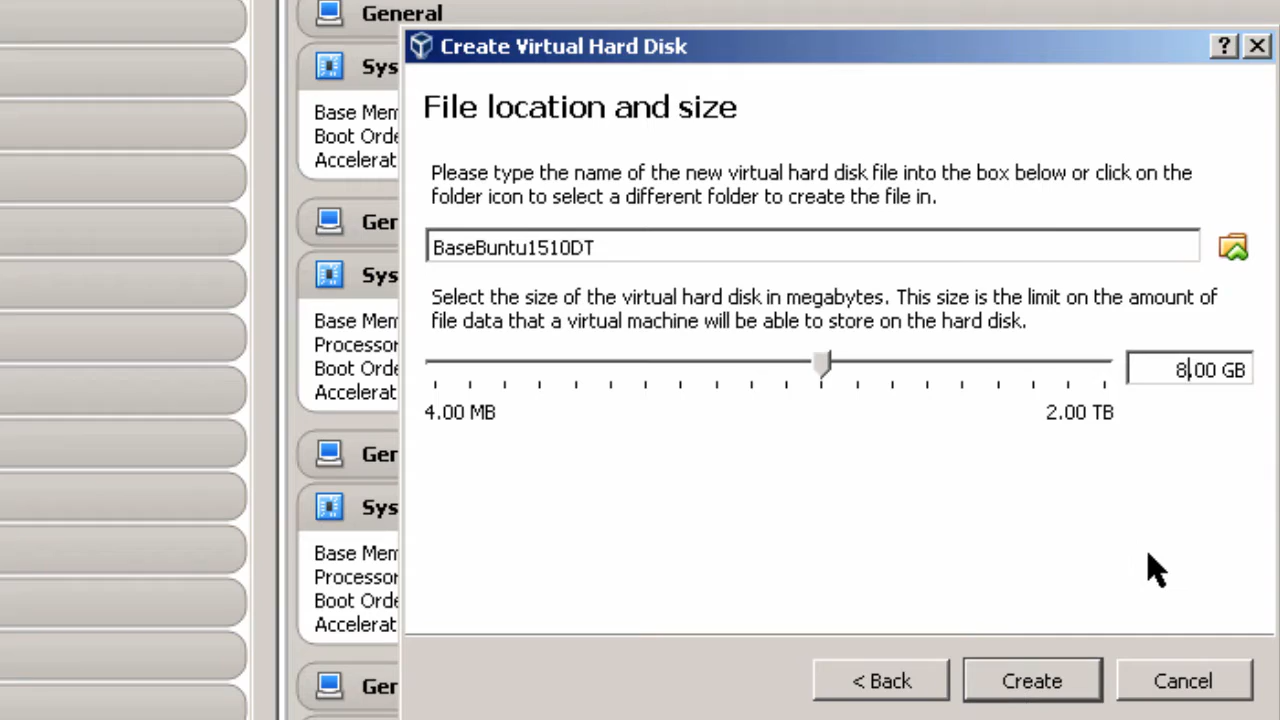 General
Create Virtual Hard Disk
Sys
File location and size
Base Mem
Boot Orde
Accelerat
Please type the name of the new virtual hard disk file into the box below or click on the
folder icon to select a different folder to create the file in.
Ger
BaseBuntu1510DT
Sys
Select the size of the virtual hard disk in megabytes. This size is the limit on the amount of
file data that a virtual machine will be able to store on the hard disk.
Base Mem
Processor
Boot Orde
Accelerat
8.00 GB
4.00 MB
2.00 TB
Ger
Sys
Base Mem
Processor
Boot Orde
Accelerat
Ger
< Back
Create
Cancel